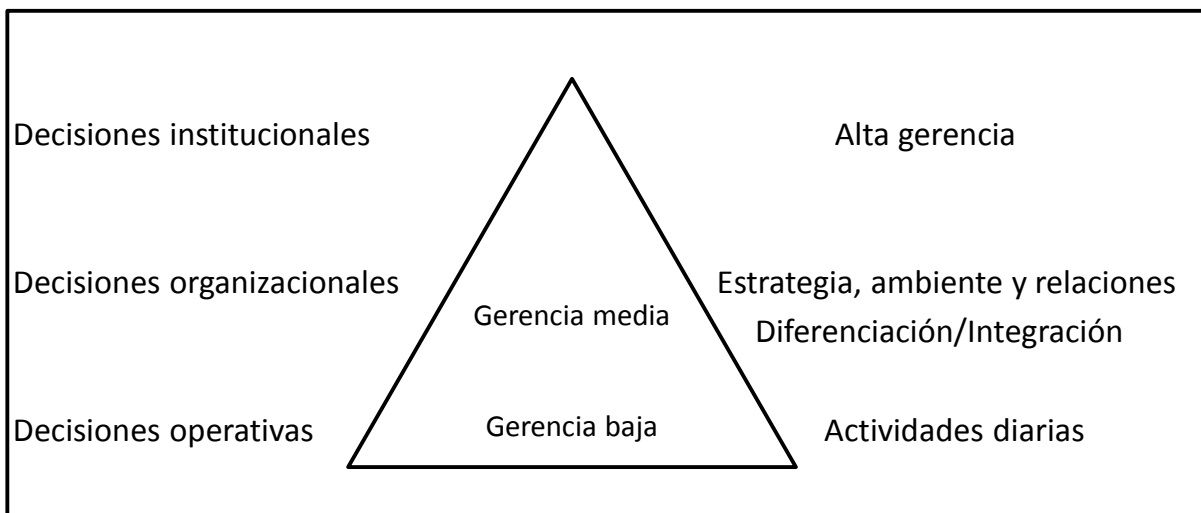 Decisiones institucionales
Alta gerencia
Decisiones organizacionales
Estrategia, ambiente y relaciones
Gerencia media
Diferenciación/Integración
Decisiones operativas
Gerencia baja
Actividades diarias